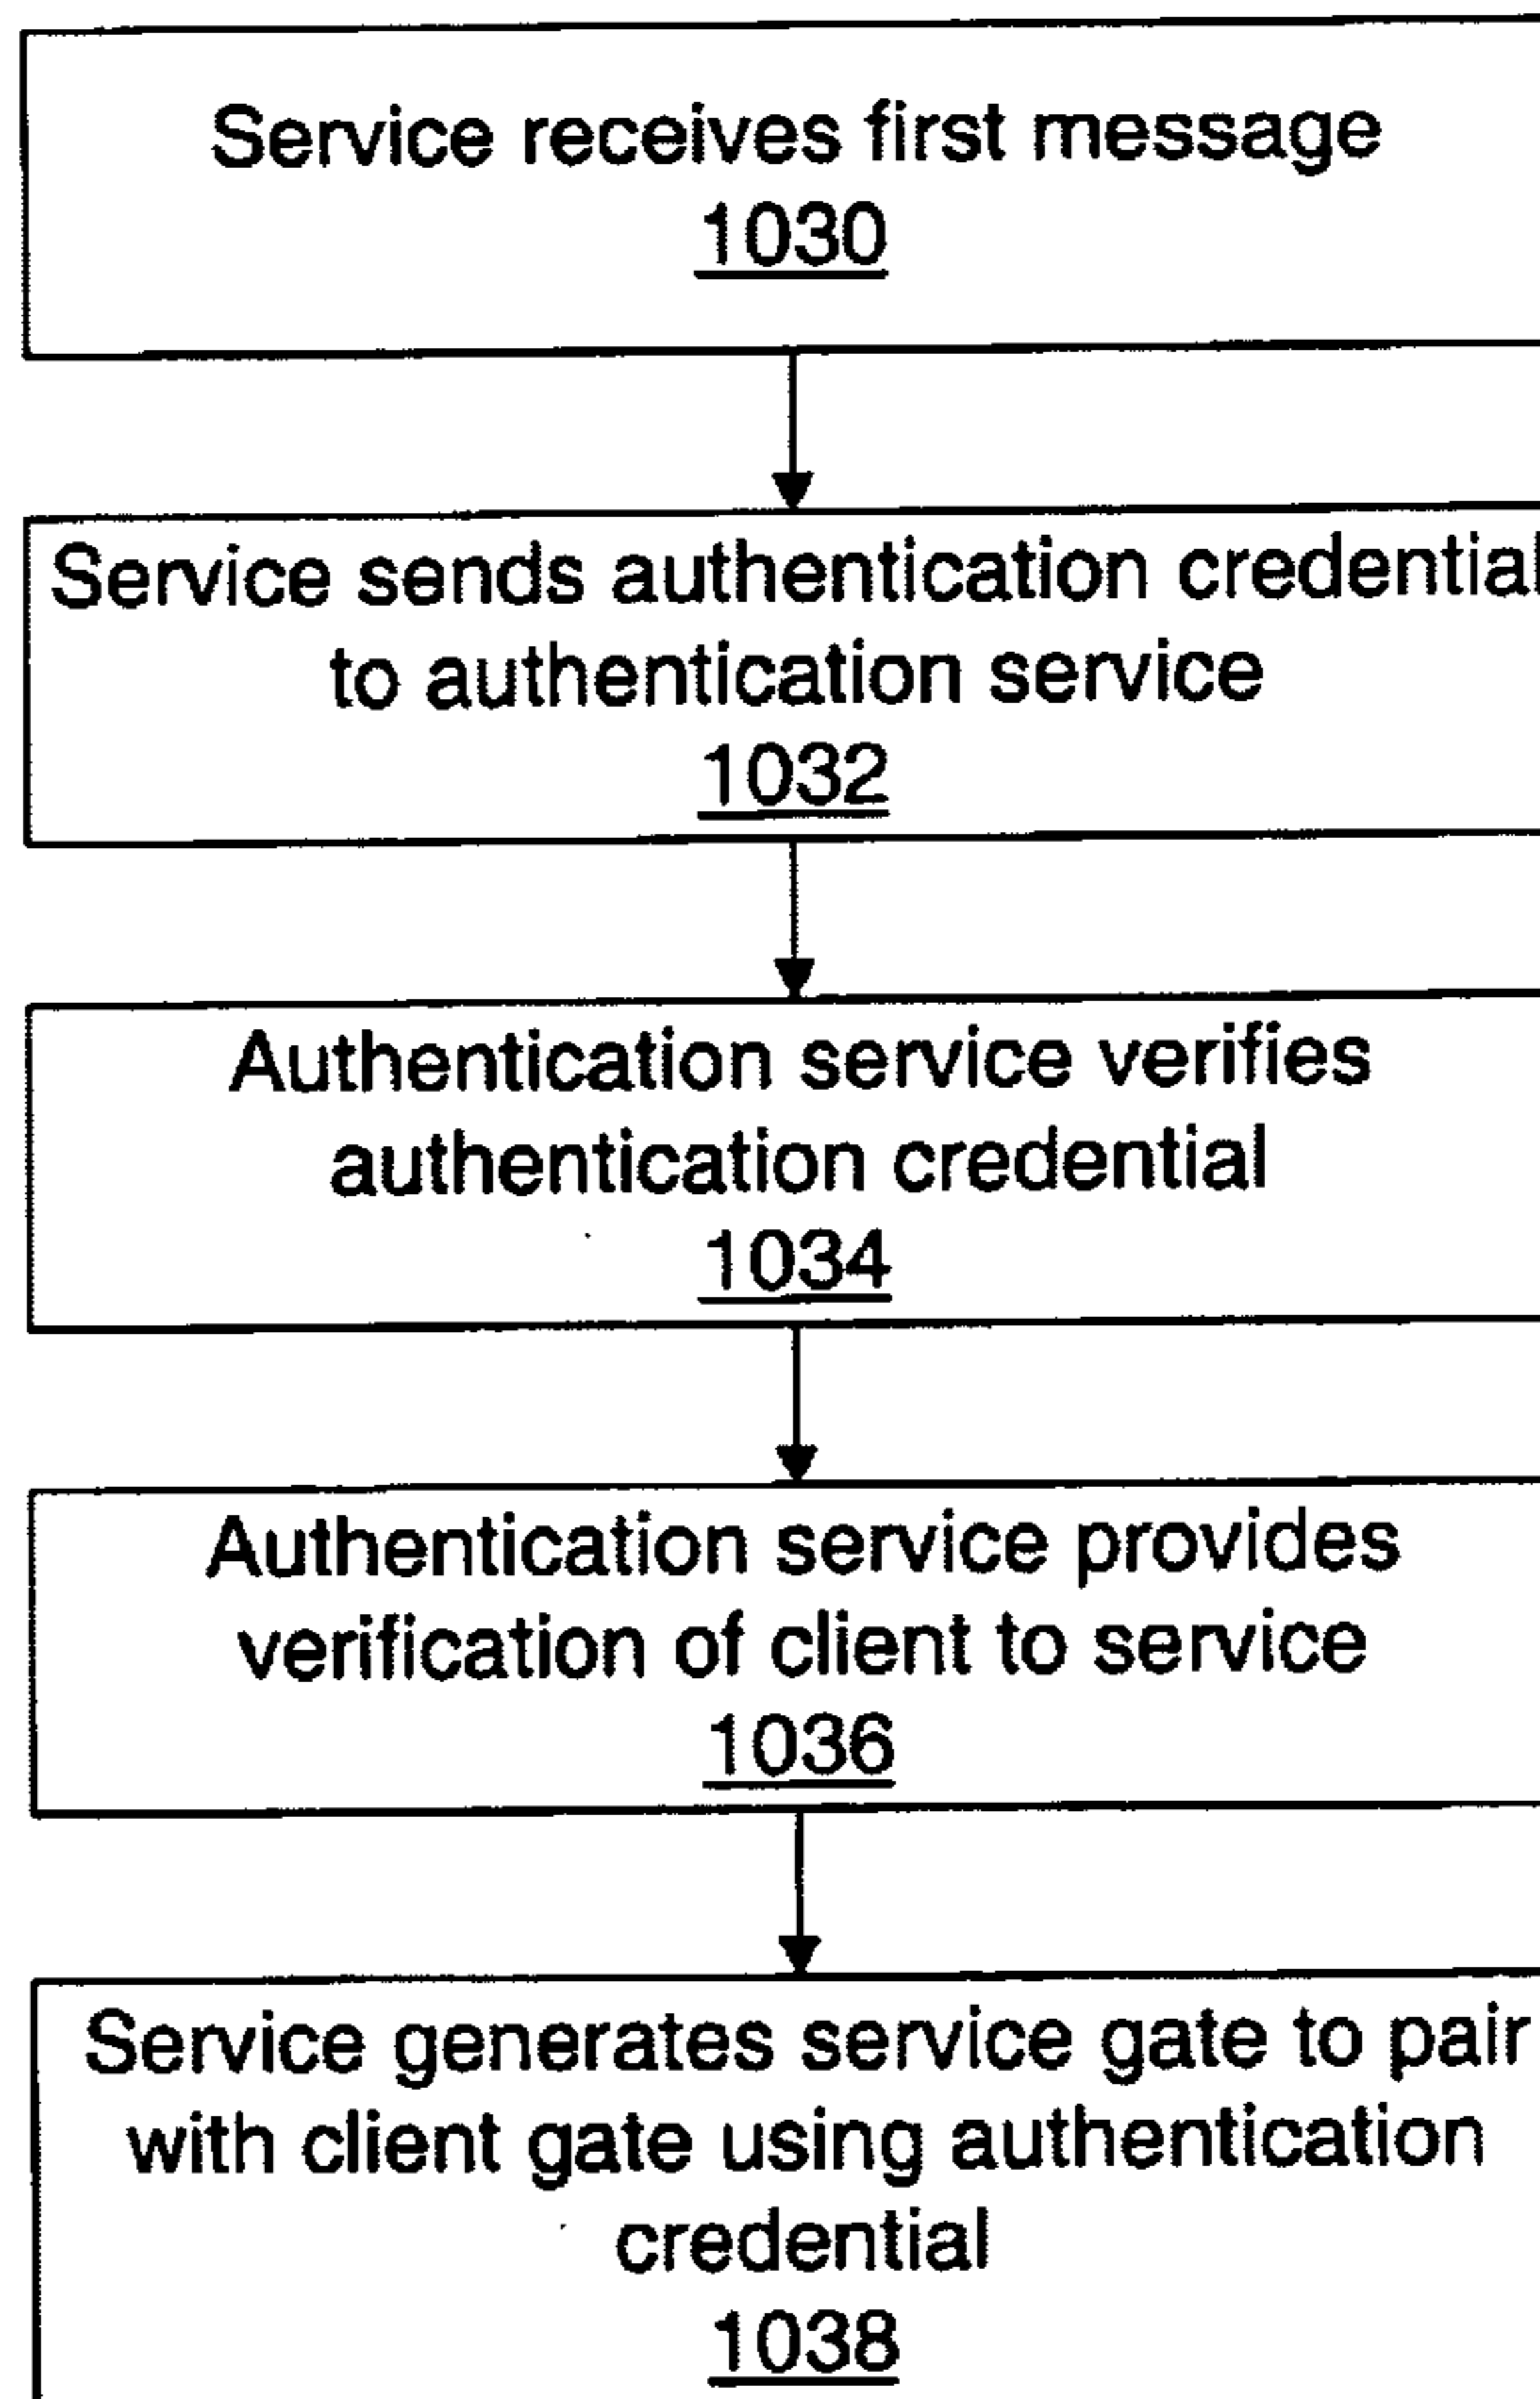 Service receives first message
1030
Service sends authentication credential
to authentication service
1032
Authentication service verifies
authentication credential
1034
Authentication service provides
verification of client to service
1036
Service generates service gate to pair
with client gate using authentication
credential
1038